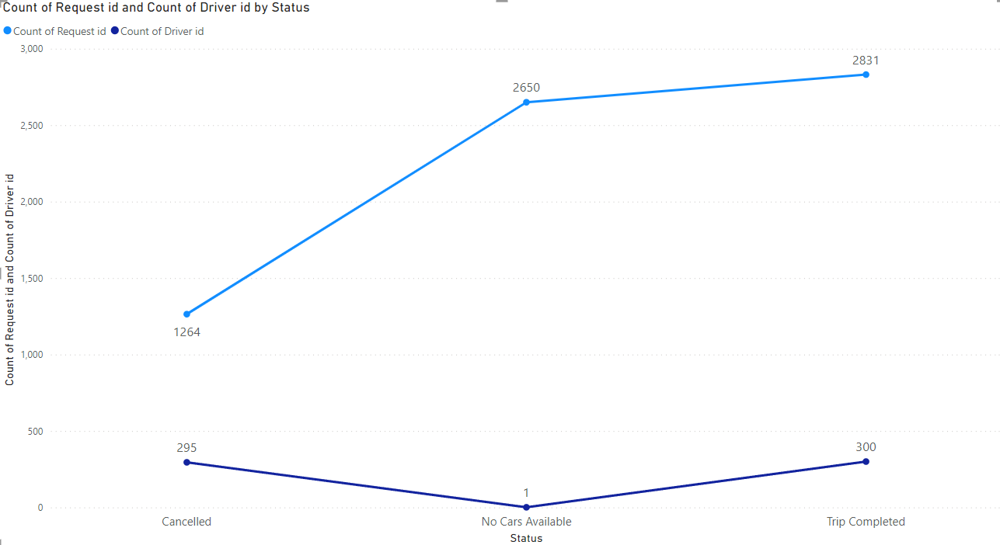 Count of Request id and Count of Driver id by Status
Count of Request id Count of Driver id
3,000
2831
2650
2,500
2,000
1,500
1264
1,000
500
295
300
1
0
Count of Request id and Count of Driver id
Cancelled No Cars Available Trip Completed
Status